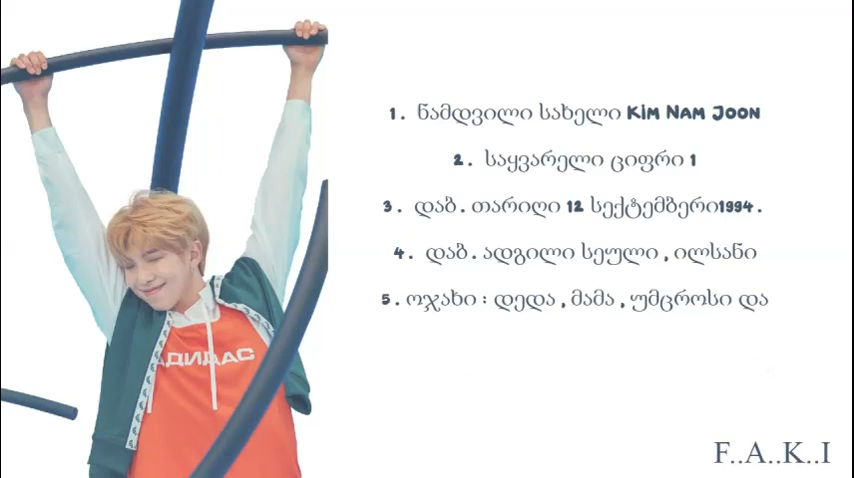 АДИДАС
1. ნამდვილი სახელი Kim Nam Joon
2. საყვარელი ციფრი 1
3. დაბ. თარიღი 12 სექტემბერი1994.
4. დაბ. ადგილი სეული, ილსანი
5. ოჯახი: დედა, მამა, უმცროსი და
F..A..K..I